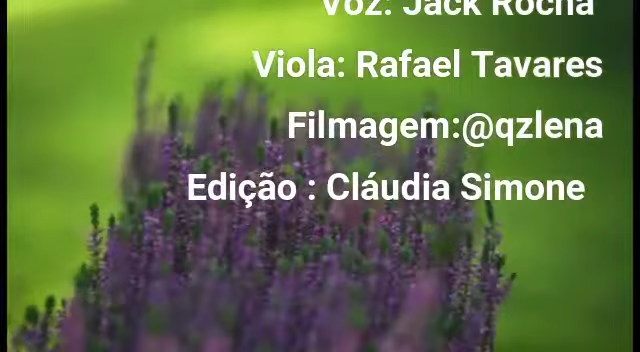 Voz: Jack Rocha
Viola: Rafael Tavares
Filmagem:@qzlena
Edição : Cláudia Simone